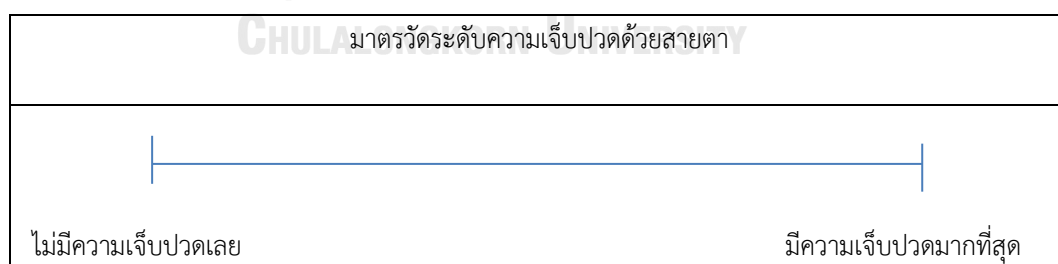 CHULALONGKORN UNIVERSITY
มาตรวัดระดับความเจ็บปวดด้วยสายตา
ไม่มีความเจ็บปวดเลย
มีความเจ็บปวดมากที่สุด